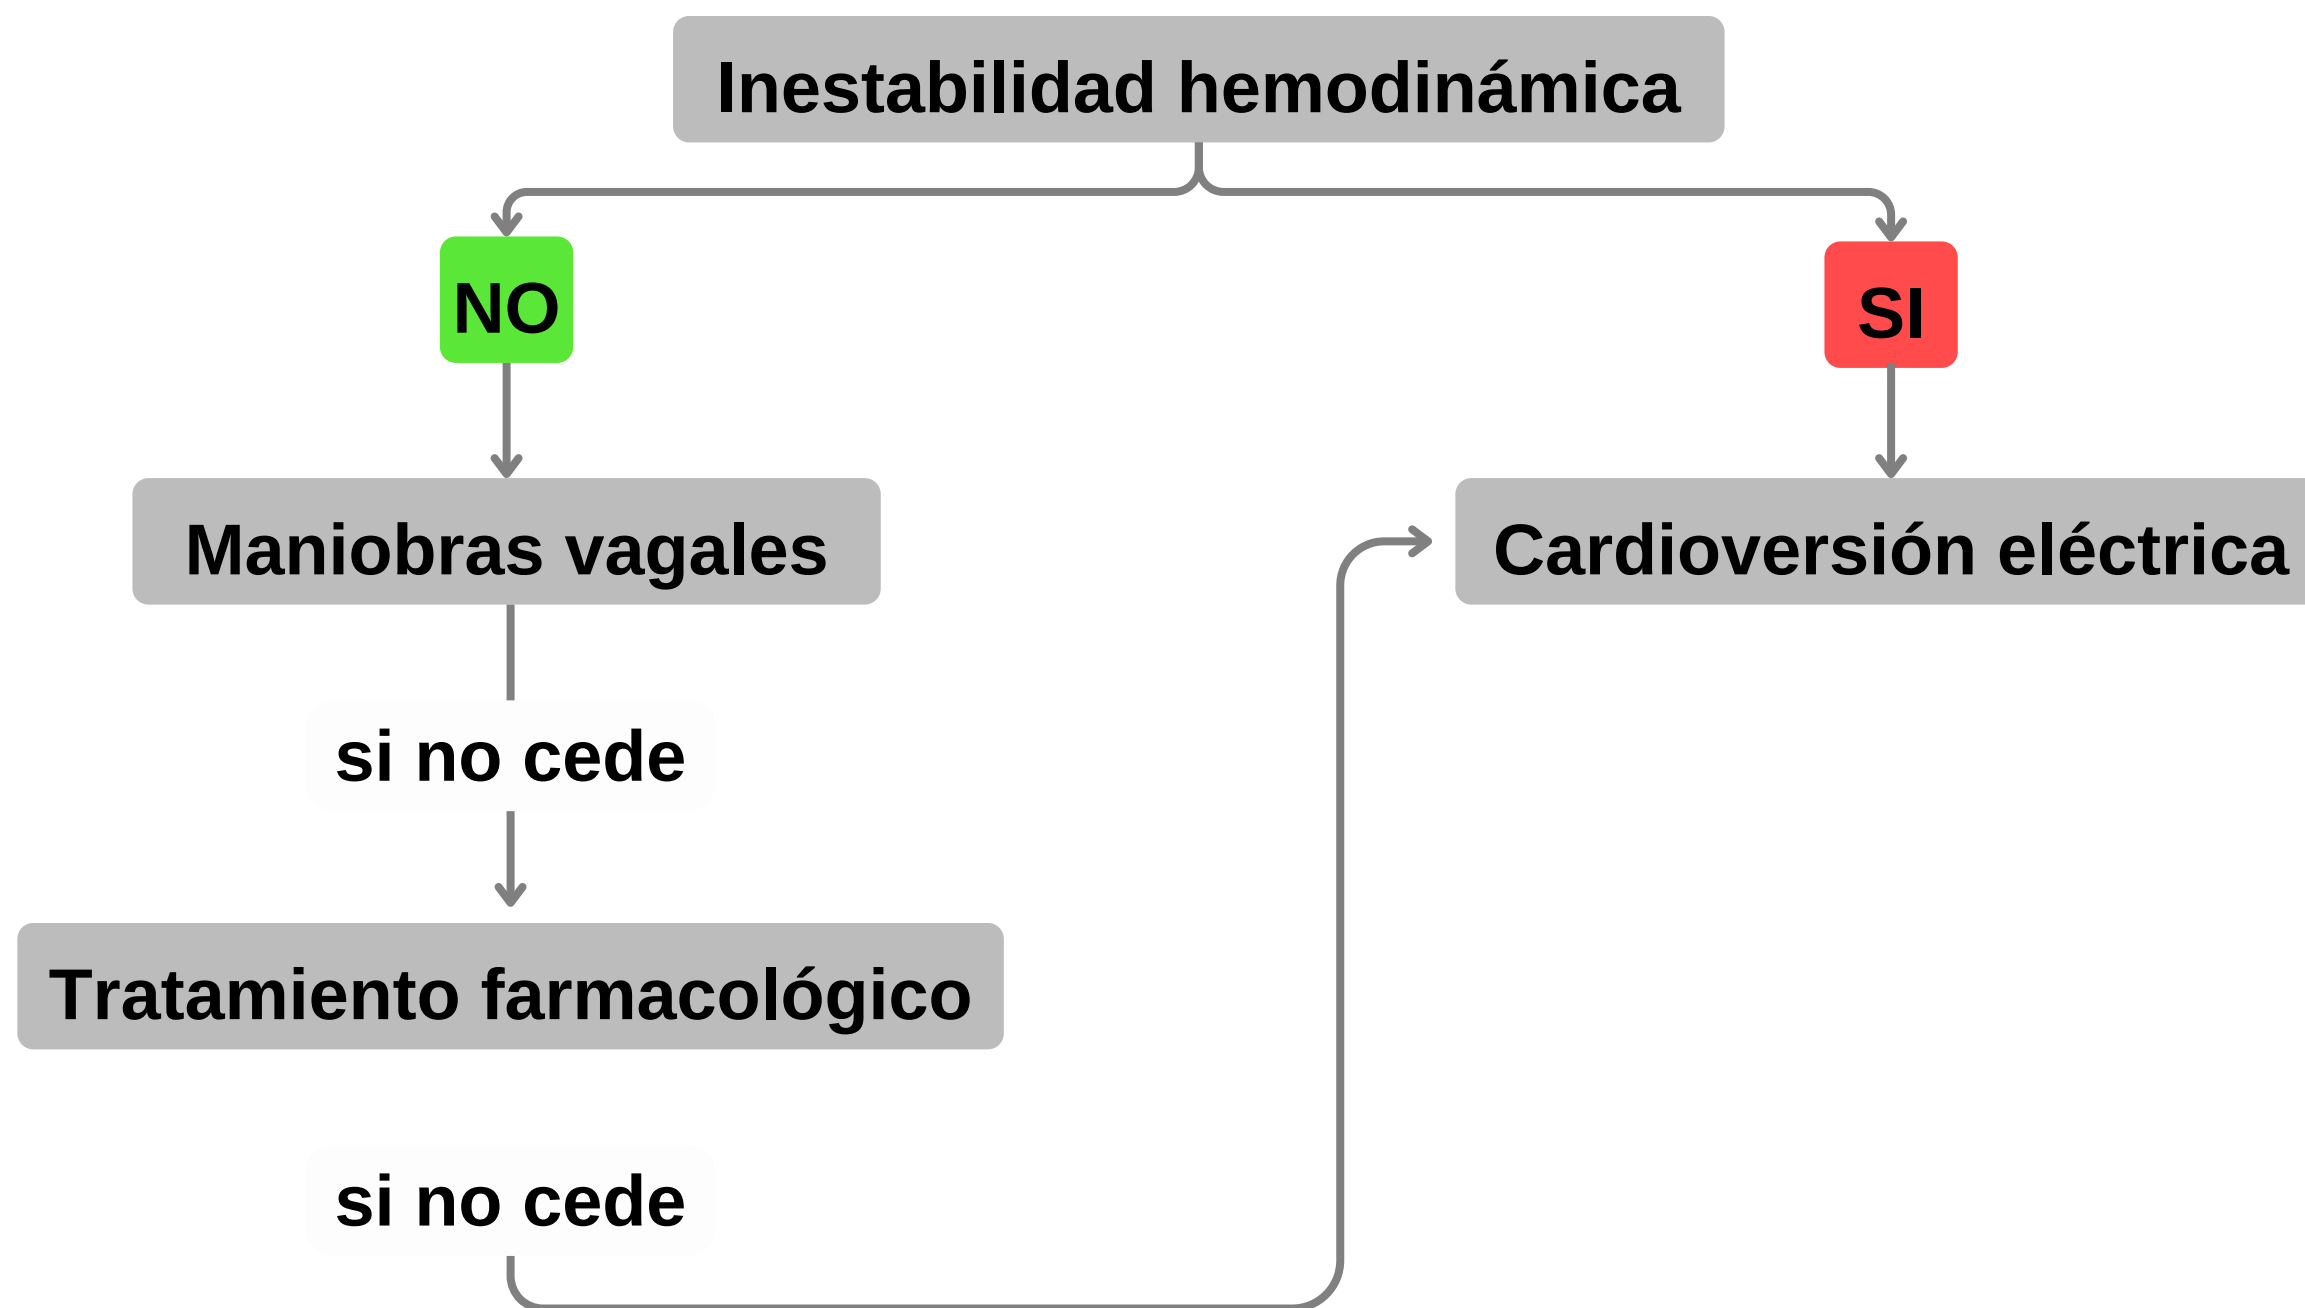 Inestabilidad hemodinámica
NO
SI
Maniobras vagales
Cardioversión eléctrica
si no cede
Tratamiento farmacológico
si no cede